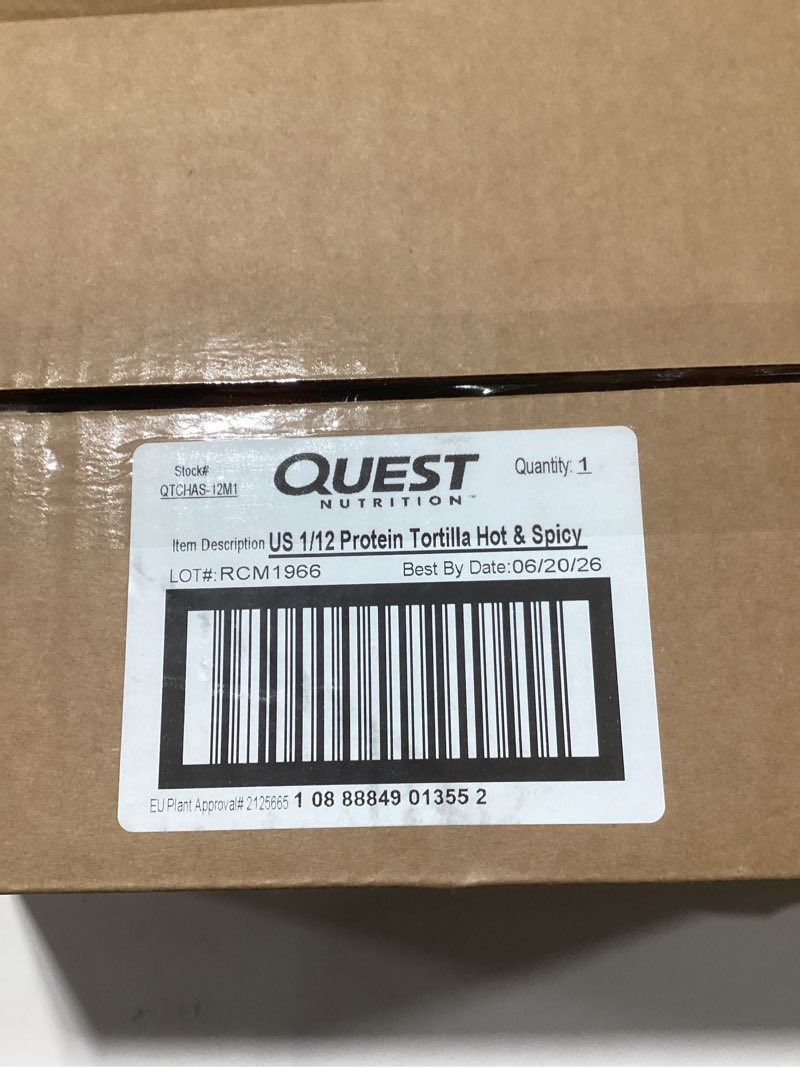 Stock#
QTCHAS-12M1
QUEST
NUTRITION™
Quantity: 1
Item Description US 1/12 Protein Tortilla Hot & Spicy
LOT#:RCM1966 Best By Date:06/20/26
EU Plant Approval# 2125665 1 08 88849 01355 2